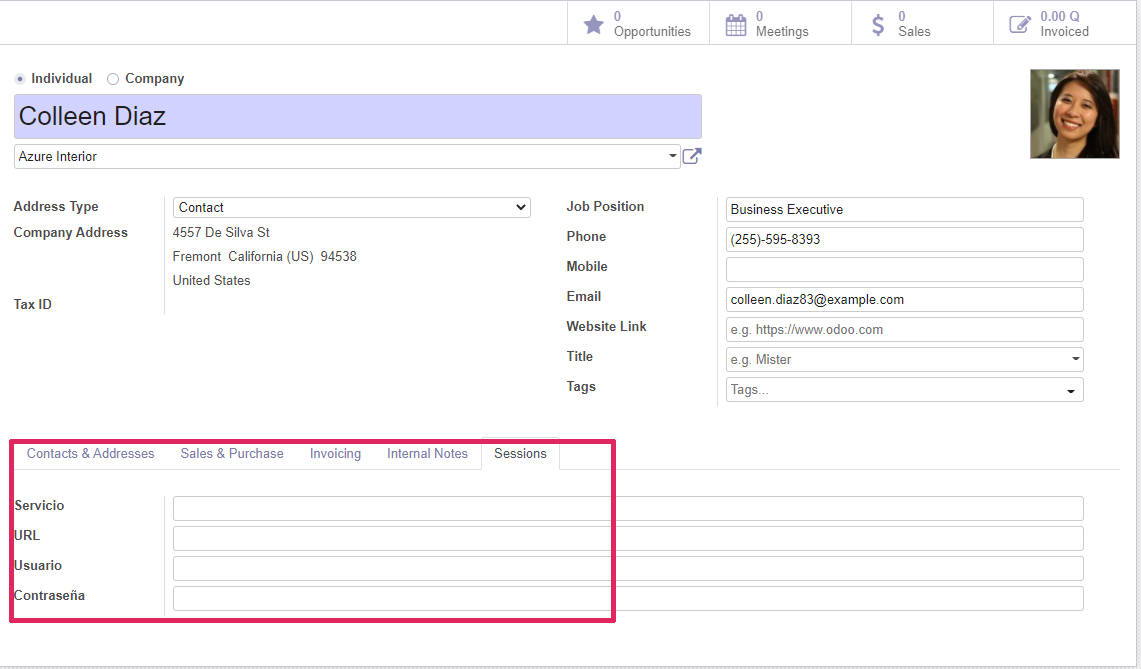 0
Opportunities
0
Meetings
0
Sales
0.00 Q
Invoiced
Individual Company
Colleen Diaz
Azure Interior
Address Type Contact
Company Address 4557 De Silva St
Fremont California (US) 94538
United States
Tax ID
Job Position Business Executive
Phone (255)-595-8393
Mobile
Email colleen.diaz83@example.com
Website Link e.g. https://www.odoo.com
Title e.g. Mister
Tags Tags...
Contacts & Addresses Sales & Purchase Invoicing Internal Notes Sessions
Servicio
URL
Usuario
Contraseña